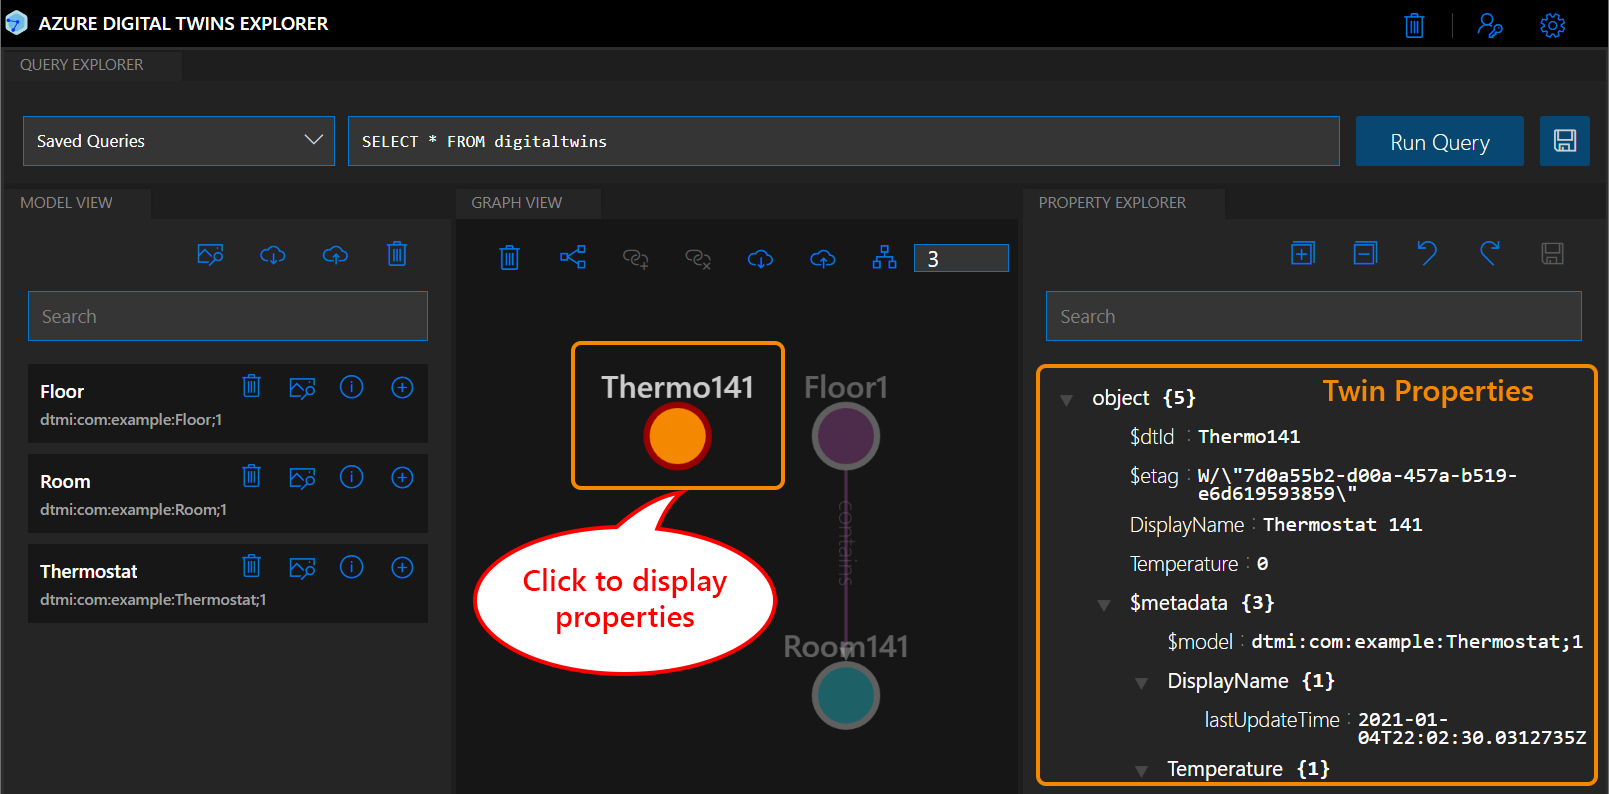 AZURE DIGITAL TWINS EXPLORER
QUERY EXPLORER
Saved Queries
SELECT * FROM digitaltwins
Run Query
MODEL VIEW
Search
Floor
dtmi:com:example:Floor;1
Room
dtmi:com:example:Room;1
Thermostat
dtmi:com:example:Thermostat;1
GRAPH VIEW
3
Thermo141
Floor1
contains
Room141
Click to display
properties
PROPERTY EXPLORER
Search
Twin Properties
object {5}
$dtId : Thermo141
$etag : W/\"7d0a55b2-d00a-457a-b519-
e6d619593859\"
DisplayName : Thermostat 141
Temperature : 0
$metadata {3}
$model : dtmi:com:example:Thermostat;1
DisplayName {1}
lastUpdateTime : 2021-01-
04T22:02:30.0312735Z
Temperature {1}